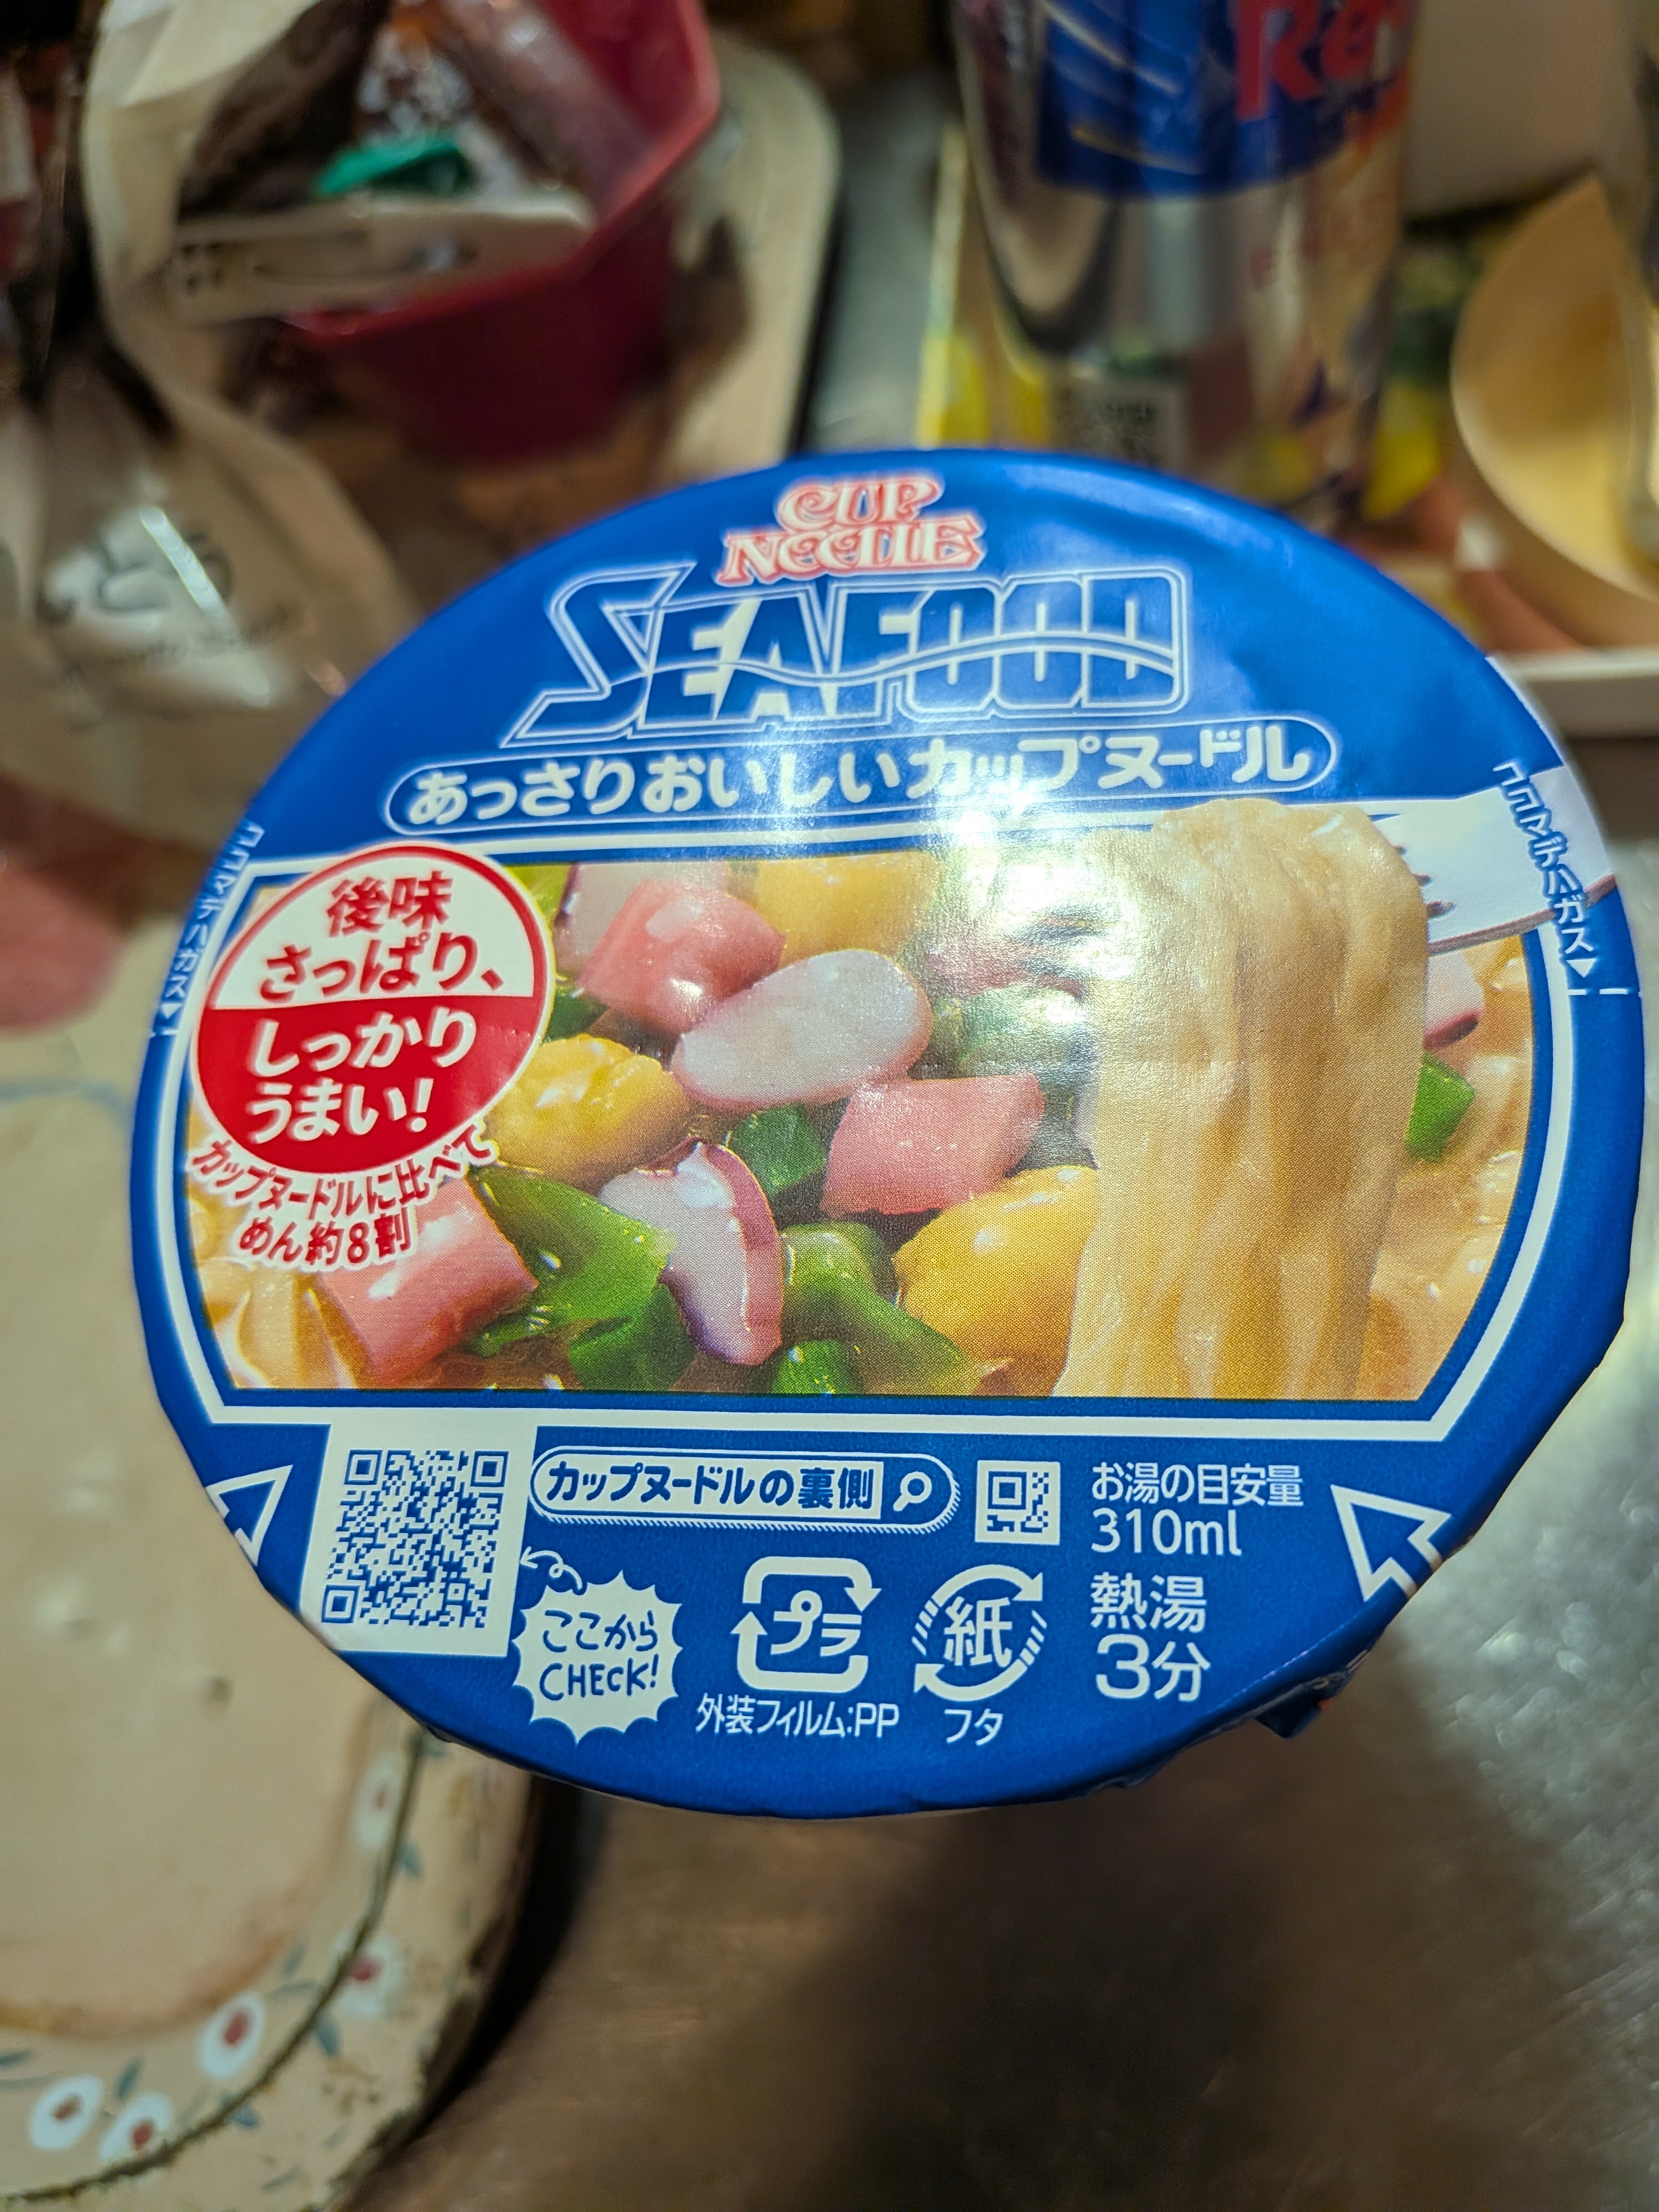 CUP
NOODLE
SEAFOOD
あっさりおいしいカップヌードル
ココマデハガス▼
ココマデハガス▼
後味
さっぱり、
しっかり
うまい!
カップヌードルに比べて
めん約8割
カップヌードルの裏側
ここから
CHECK!
プラ
外装フィルム:PP
紙
フタ
お湯の目安量
310ml
熱湯
3分